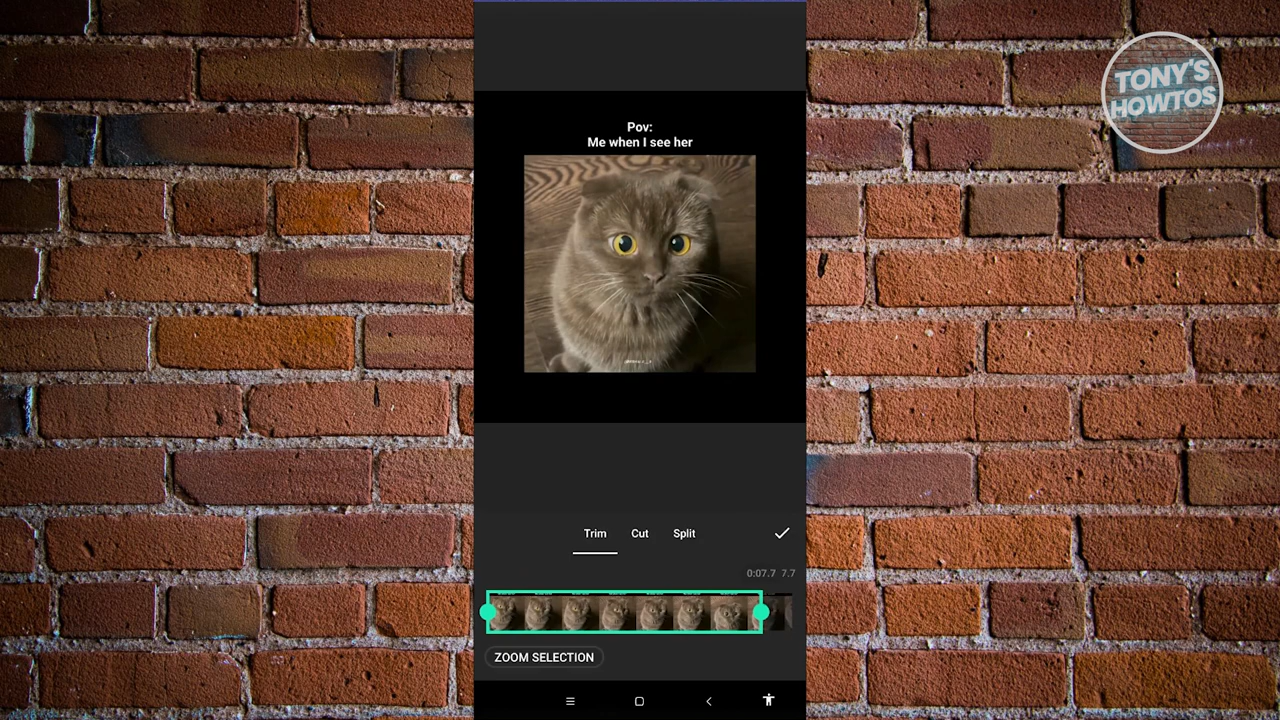 TONY'S
HOWTOS
Pov:
Me when I see her
Trim Cut Split
0:07.7 7.7
ZOOM SELECTION